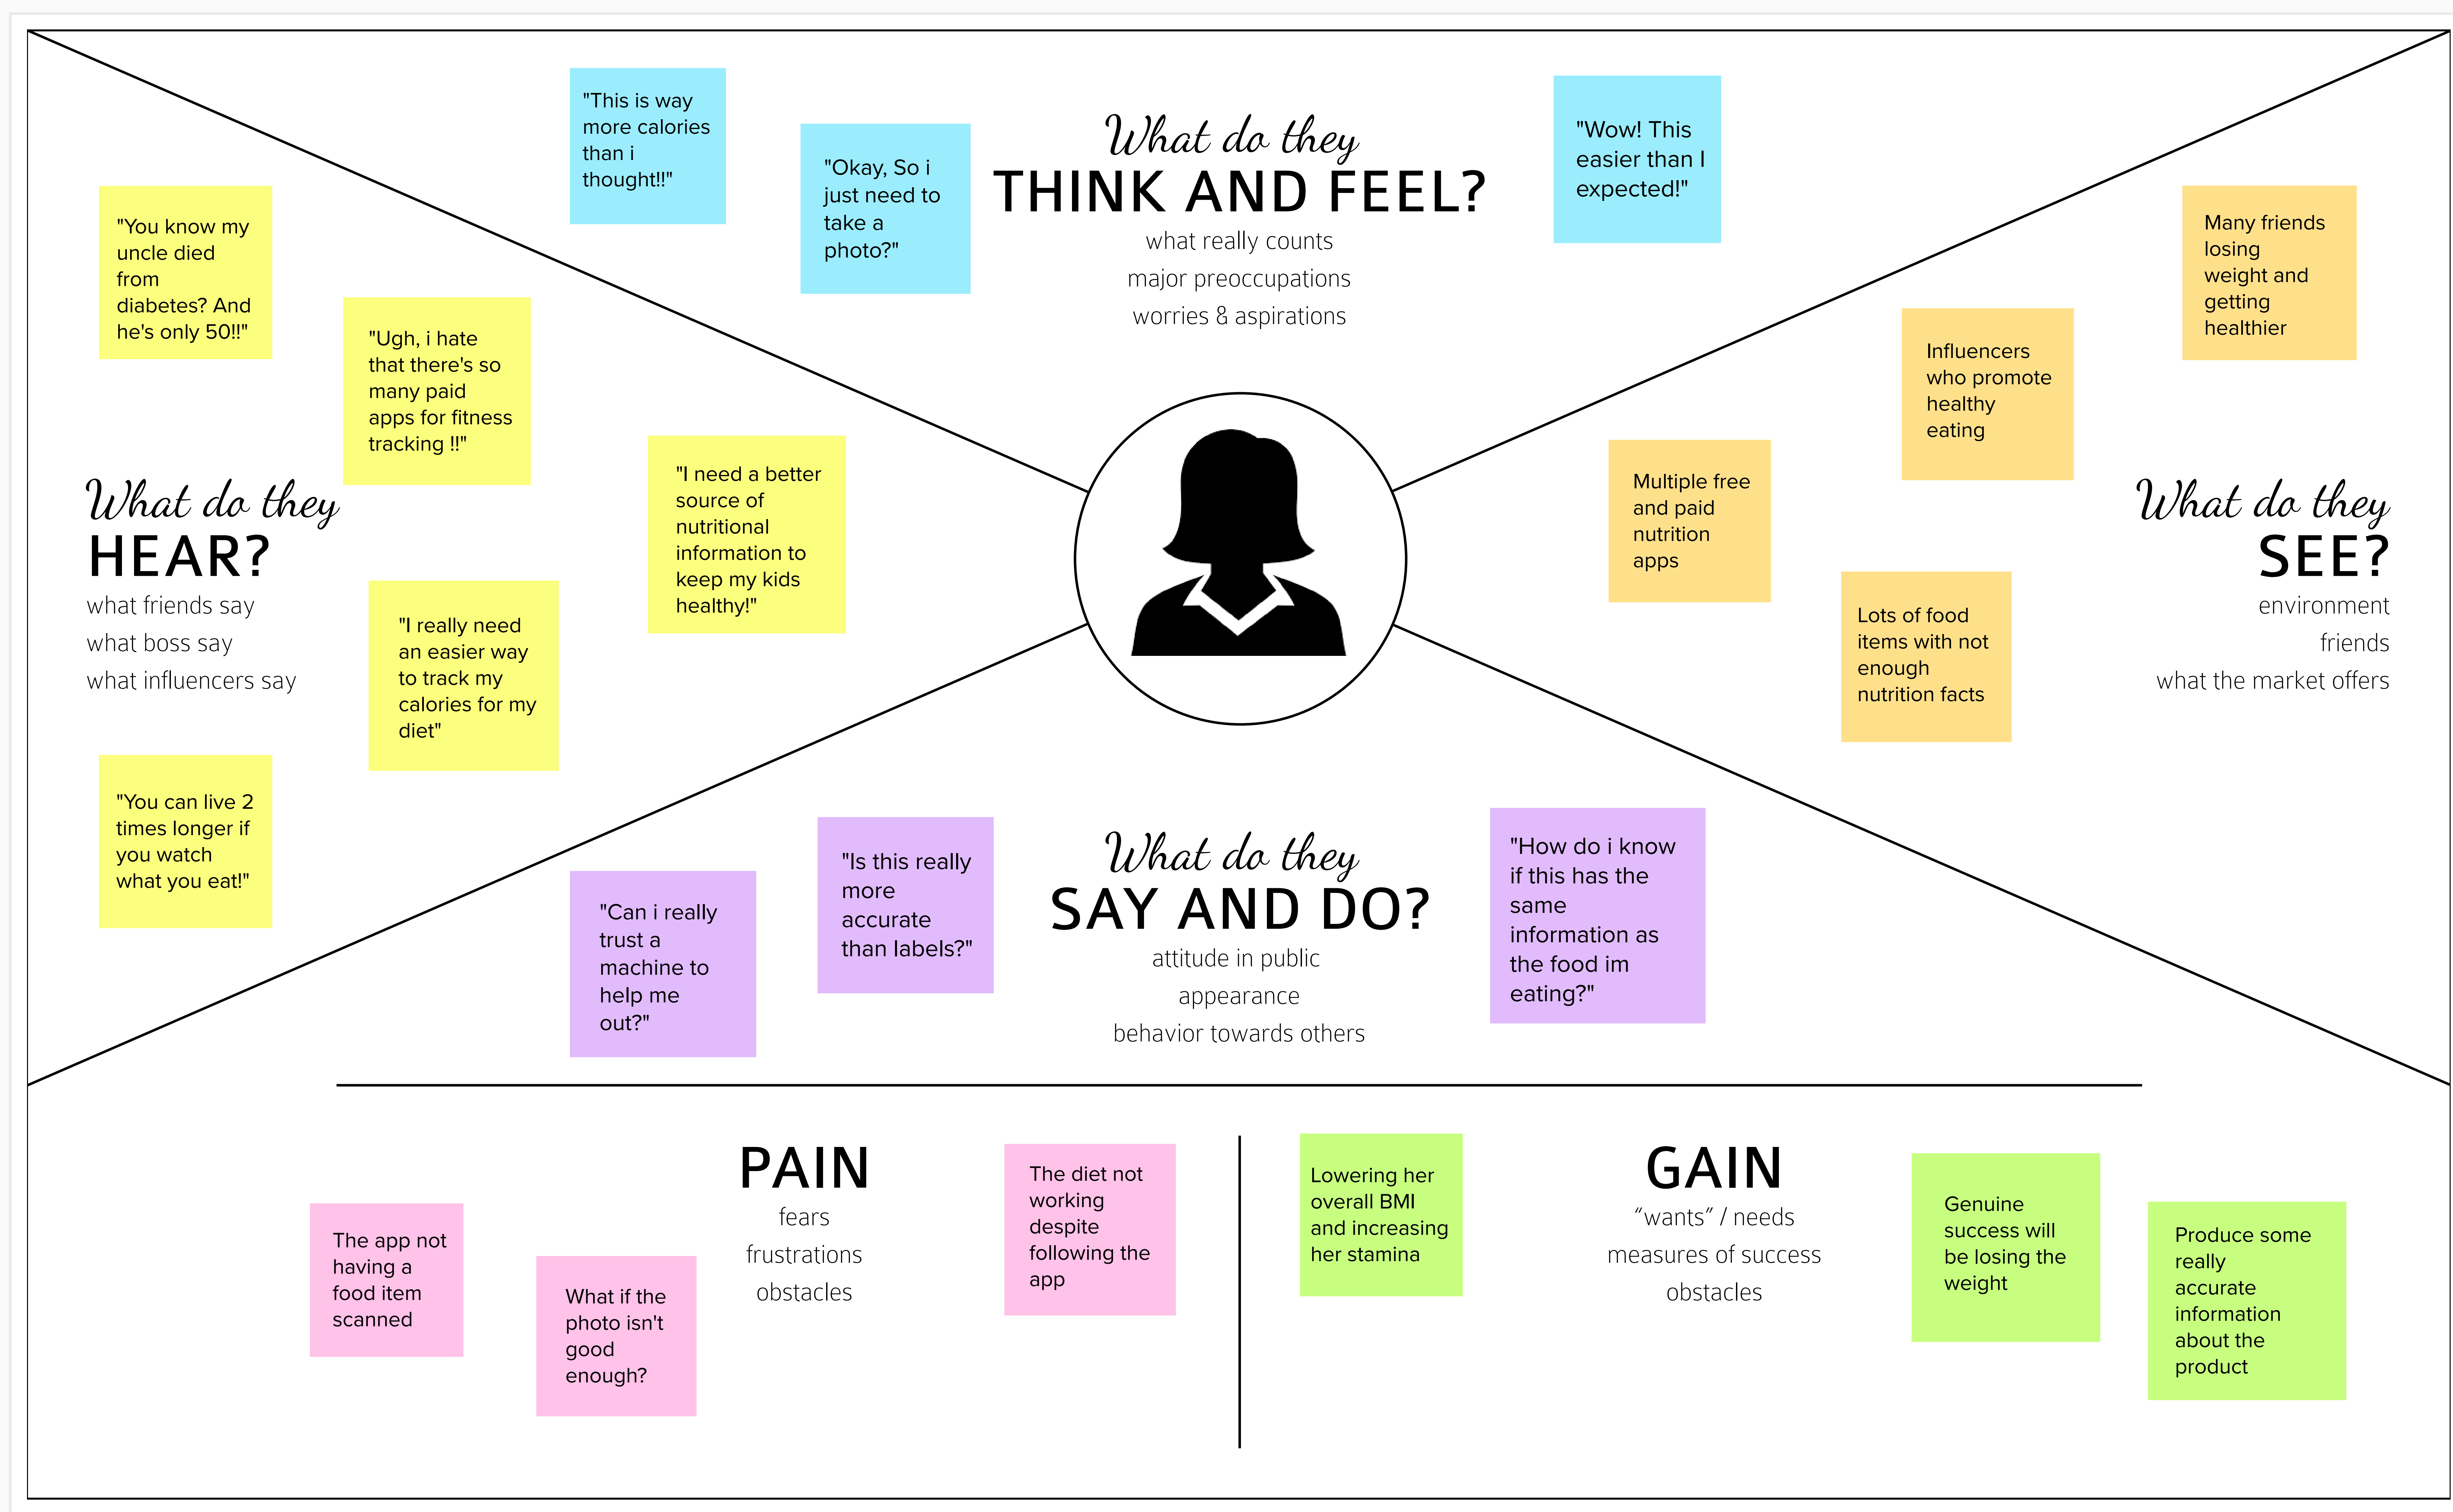 What do they
THINK AND FEEL?
what really counts
major preoccupations
worries & aspirations
"This is way
more calories
than i
thought!!"
"Okay, So i
just need to
take a
photo?"
"Wow! This
easier than I
expected!"
What do they
HEAR?
what friends say
what boss say
what influencers say
"You know my
uncle died
from
diabetes? And
he's only 50!!"
"Ugh, i hate
that there's so
many paid
apps for fitness
tracking !!"
"I need a better
source of
nutritional
information to
keep my kids
healthy!"
"I really need
an easier way
to track my
calories for my
diet"
"You can live 2
times longer if
you watch
what you eat!"
What do they
SEE?
environment
friends
what the market offers
Many friends
losing
weight and
getting
healthier
Influencers
who promote
healthy
eating
Multiple free
and paid
nutrition
apps
Lots of food
items with not
enough
nutrition facts
What do they
SAY AND DO?
attitude in public
appearance
behavior towards others
"Can i really
trust a
machine to
help me
out?"
"Is this really
more
accurate
than labels?"
"How do i know
if this has the
same
information as
the food im
eating?"
PAIN
fears
frustrations
obstacles
The app not
having a
food item
scanned
What if the
photo isn't
good
enough?
The diet not
working
despite
following the
app
GAIN
“wants” / needs
measures of success
obstacles
Lowering her
overall BMI
and increasing
her stamina
Genuine
success will
be losing the
weight
Produce some
really
accurate
information
about the
product